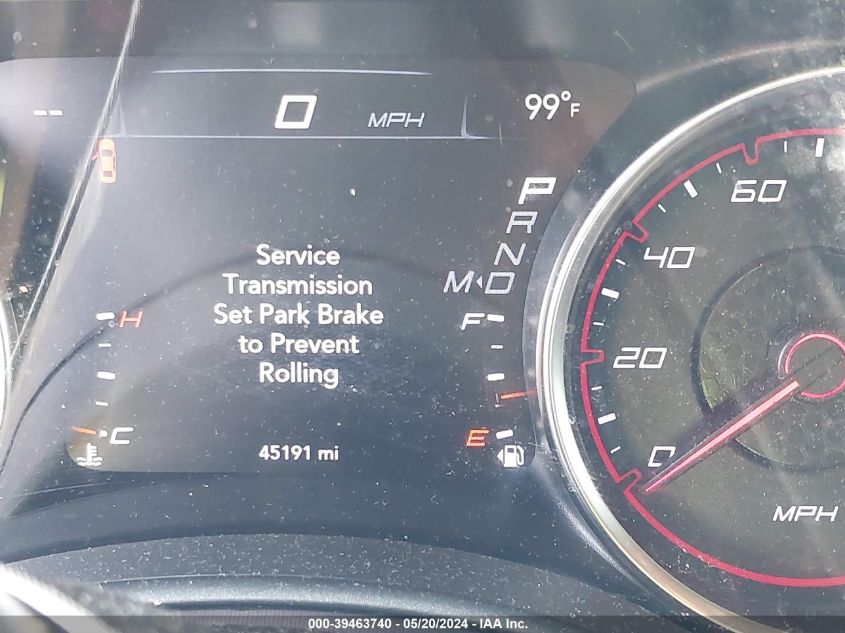 -- 0 MPH 99°F
P
R
N
M D
Service
Transmission
Set Park Brake
to Prevent
Rolling
H
C
F
E
45191 mi
60
40
20
0
MPH
000-39463740 - 05/20/2024 - IAA Inc.